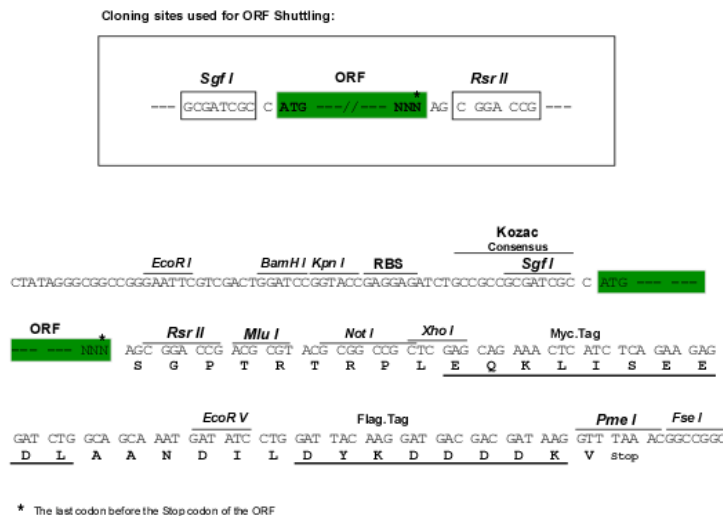 Cloning sites used for ORF Shuttling:
Sgf I ORF Rsr II
*
--- GCGATCGC C ATG ---//--- NNN AG C GGA CCG ---
Kozac
Consensus
EcoR I BamH I Kpn I RBS Sgf I
CTATAGGGCGGCCGGGAATTCGTCGACTGGATCCGGTACCGAGGAGATCTGCCGCCGCGATCGC C ATG --- ---
ORF * Rsr II Mlu I Not I Xho I Myc.Tag
--- --- NNN AGC GGA CCG ACG CGT ACG CGG CCG CTC GAG CAG AAA CTC ATC TCA GAA GAG
S G P T R T R P L E Q K L I S E E
EcoR V Flag.Tag Pme I Fse I
GAT CTG GCA GCA AAT GAT ATC CTG GAT TAC AAG GAT GAC GAC GAT AAG GTT TAA ACGGCCGGC
D L A A N D I L D Y K D D D D K V Stop
* The last codon before the Stop codon of the ORF